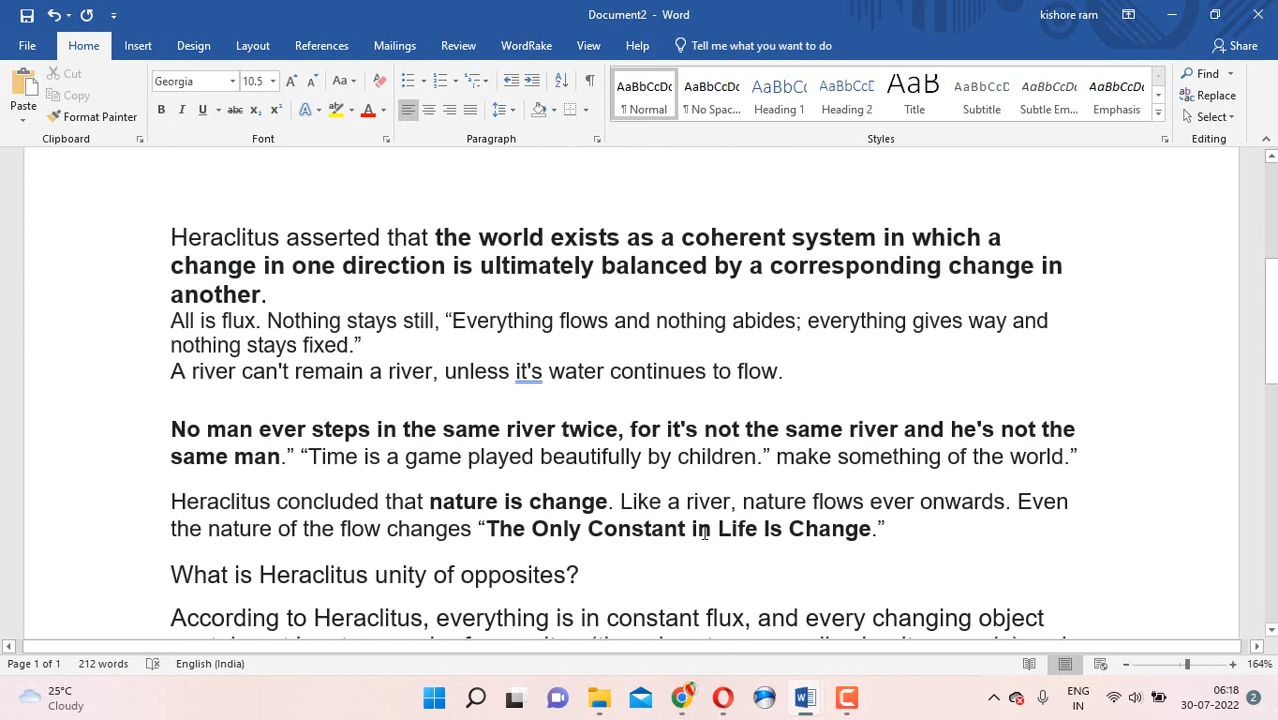 Document2 - Word
kishore ram
File Home Insert Design Layout References Mailings Review WordRake View Help Tell me what you want to do Share
Paste
Cut
Copy
Format Painter
Georgia 10.5
Clipboard Font Paragraph Styles Editing
AaBbCcDc AaBbCcDc AaBbCc AaBbCcD AaB AaBbCcD AaBbCcDc AaBbCcDc
¶ Normal ¶ No Spac... Heading 1 Heading 2 Title Subtitle Subtle Em... Emphasis
Find
Replace
Select
Heraclitus asserted that the world exists as a coherent system in which a
change in one direction is ultimately balanced by a corresponding change in
another.
All is flux. Nothing stays still, “Everything flows and nothing abides; everything gives way and
nothing stays fixed.”
A river can't remain a river, unless it's water continues to flow.
No man ever steps in the same river twice, for it's not the same river and he's not the
same man.” “Time is a game played beautifully by children.” make something of the world.”
Heraclitus concluded that nature is change. Like a river, nature flows ever onwards. Even
the nature of the flow changes “The Only Constant in Life Is Change.”
What is Heraclitus unity of opposites?
According to Heraclitus, everything is in constant flux, and every changing object
Page 1 of 1 212 words English (India) 164%
25°C
Cloudy
ENG
IN
06:18
30-07-2022
2